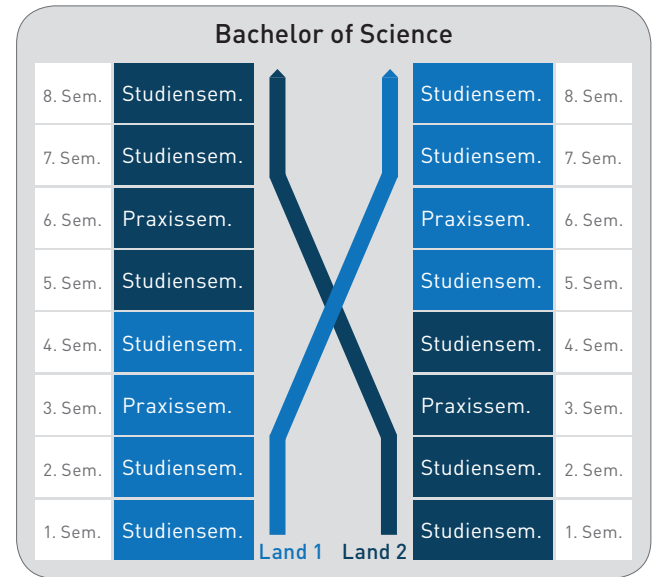 Bachelor of Science
8. Sem. Studiensem. Studiensem. 8. Sem.
7. Sem. Studiensem. Studiensem. 7. Sem.
6. Sem. Praxissem. Praxissem. 6. Sem.
5. Sem. Studiensem. Studiensem. 5. Sem.
4. Sem. Studiensem. Studiensem. 4. Sem.
3. Sem. Praxissem. Praxissem. 3. Sem.
2. Sem. Studiensem. Studiensem. 2. Sem.
1. Sem. Studiensem. Studiensem. 1. Sem.
Land 1 Land 2